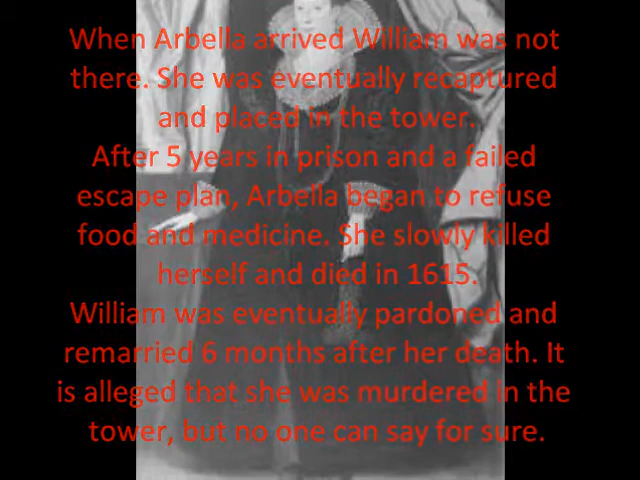 When Arbella arrived William was not
there. She was eventually recaptured
and placed in the tower.
After 5 years in prison and a failed
escape plan, Arbella began to refuse
food and medicine. She slowly killed
herself and died in 1615.
William was eventually pardoned and
remarried 6 months after her death. It
is alleged that she was murdered in the
tower, but no one can say for sure.